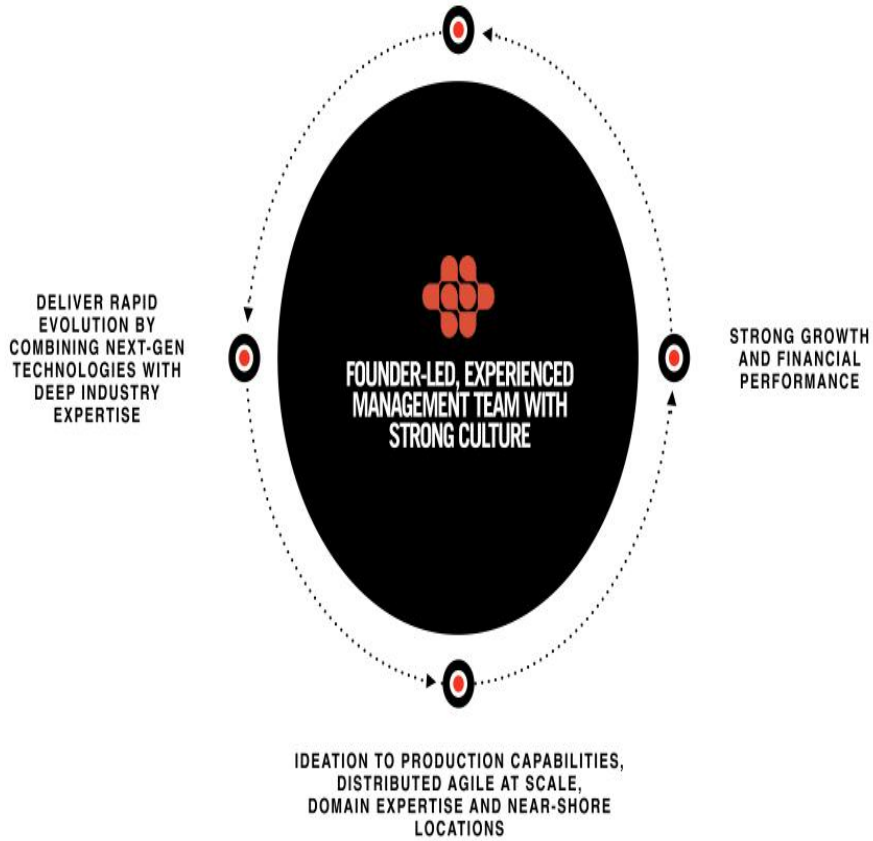 DELIVER RAPID
EVOLUTION BY
COMBINING NEXT-GEN
TECHNOLOGIES WITH
DEEP INDUSTRY
EXPERTISE
FOUNDER-LED, EXPERIENCED
MANAGEMENT TEAM WITH
STRONG CULTURE
STRONG GROWTH
AND FINANCIAL
PERFORMANCE
IDEATION TO PRODUCTION CAPABILITIES,
DISTRIBUTED AGILE AT SCALE,
DOMAIN EXPERTISE AND NEAR-SHORE
LOCATIONS